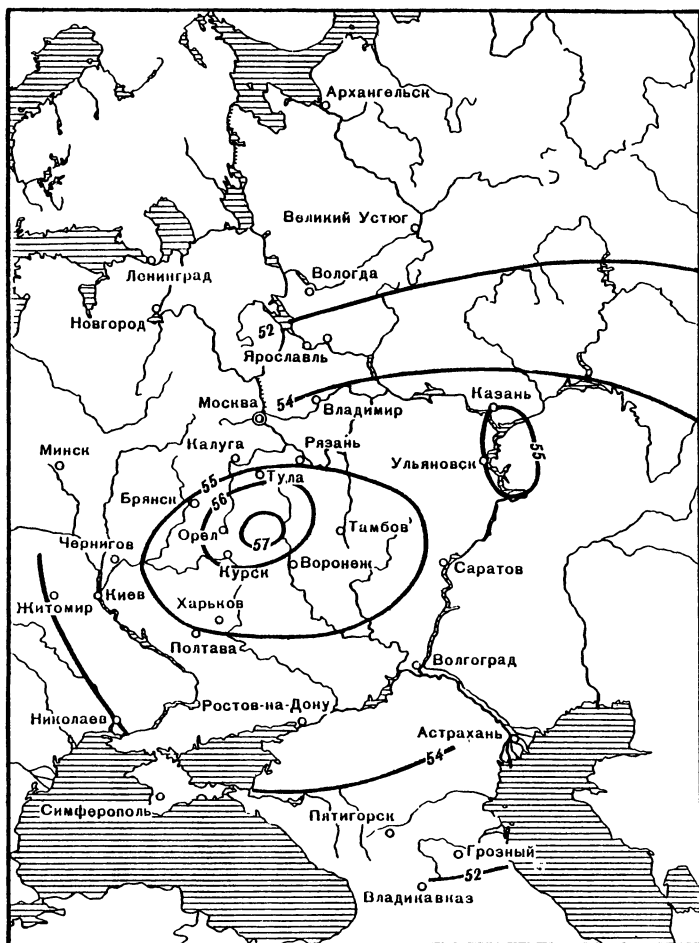 Архангельск
Великий Устюг
Ленинград
Вологда
Новгород
52
Ярославль
Москва
54
Владимир
Казань
Минск
Калуга
Рязань
Ульяновск
55
55
Тула
Брянск
56
Орел
57
Тамбов
Чернигов
Курск
Воронеж
Саратов
Житомир
Киев
Харьков
Полтава
Волгоград
Николаев
Ростов-на-Дону
Астрахань
54
Симферополь
Пятигорск
Грозный
52
Владикавказ